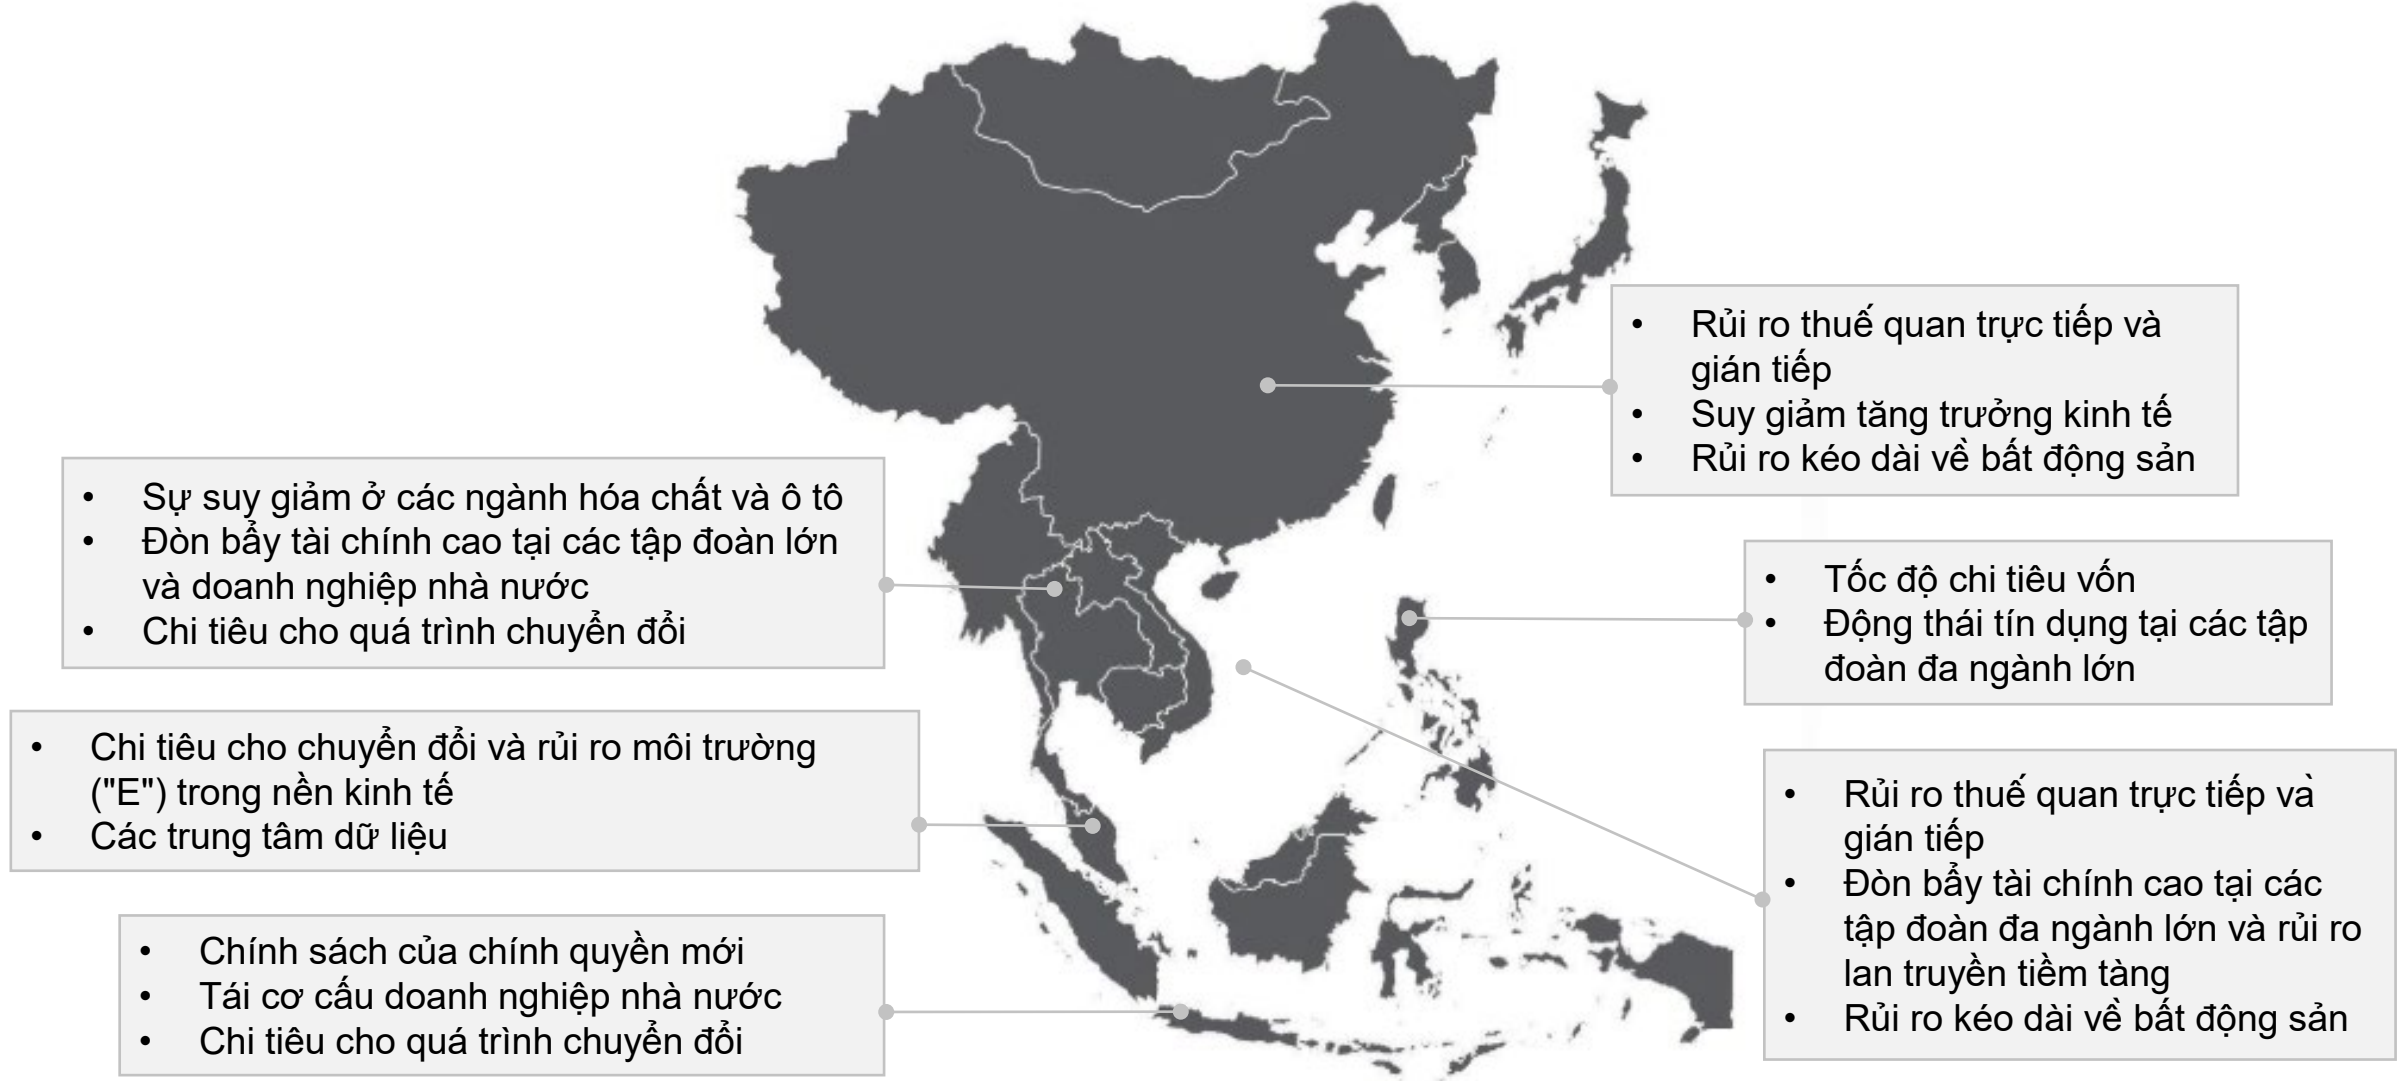 • Rủi ro thuế quan trực tiếp và
gián tiếp
• Suy giảm tăng trưởng kinh tế
• Rủi ro kéo dài về bất động sản
• Sự suy giảm ở các ngành hóa chất và ô tô
• Đòn bẩy tài chính cao tại các tập đoàn lớn
và doanh nghiệp nhà nước
• Chi tiêu cho quá trình chuyển đổi
• Tốc độ chi tiêu vốn
• Động thái tín dụng tại các tập
đoàn đa ngành lớn
• Chi tiêu cho chuyển đổi và rủi ro môi trường
("E") trong nền kinh tế
• Các trung tâm dữ liệu
• Rủi ro thuế quan trực tiếp và
gián tiếp
• Đòn bẩy tài chính cao tại các
tập đoàn đa ngành lớn và rủi ro
lan truyền tiềm tàng
• Rủi ro kéo dài về bất động sản
• Chính sách của chính quyền mới
• Tái cơ cấu doanh nghiệp nhà nước
• Chi tiêu cho quá trình chuyển đổi